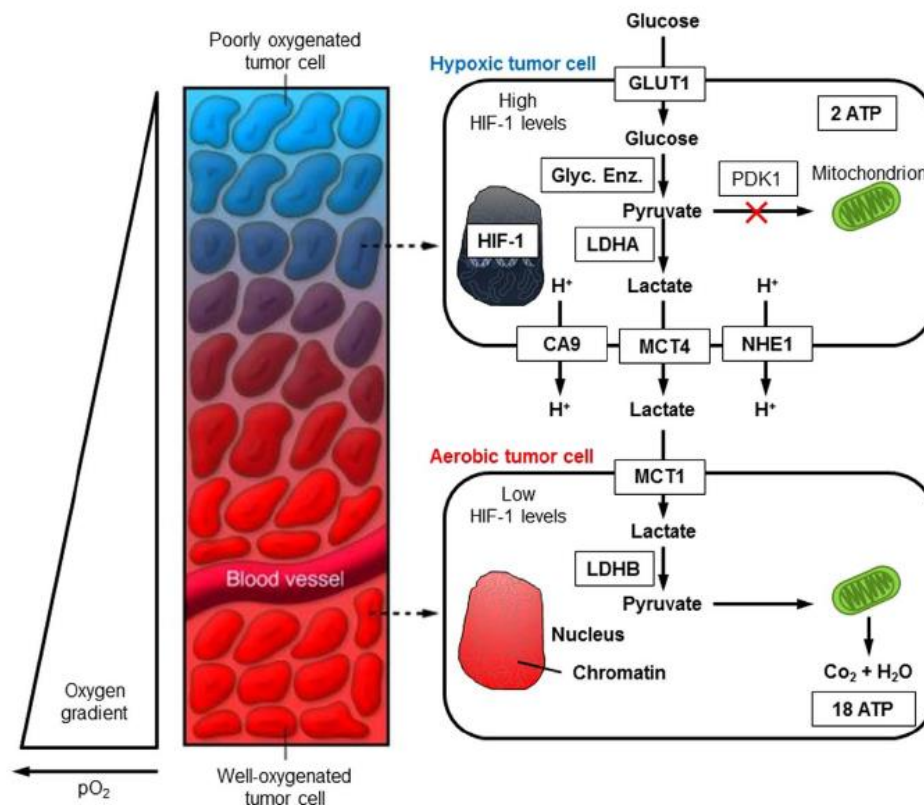 Poorly oxygenated
tumor cell
Oxygen
gradient
pO₂
Blood vessel
Well-oxygenated
tumor cell
Glucose
Hypoxic tumor cell
GLUT1
High
HIF-1 levels
2 ATP
Glucose
Glyc. Enz.
PDK1
Mitochondrion
Pyruvate
HIF-1
LDHA
H⁺
Lactate
H⁺
CA9
MCT4
NHE1
H⁺
Lactate
H⁺
Aerobic tumor cell
MCT1
Low
HIF-1 levels
Lactate
LDHB
Pyruvate
Nucleus
Chromatin
Co₂ + H₂O
18 ATP